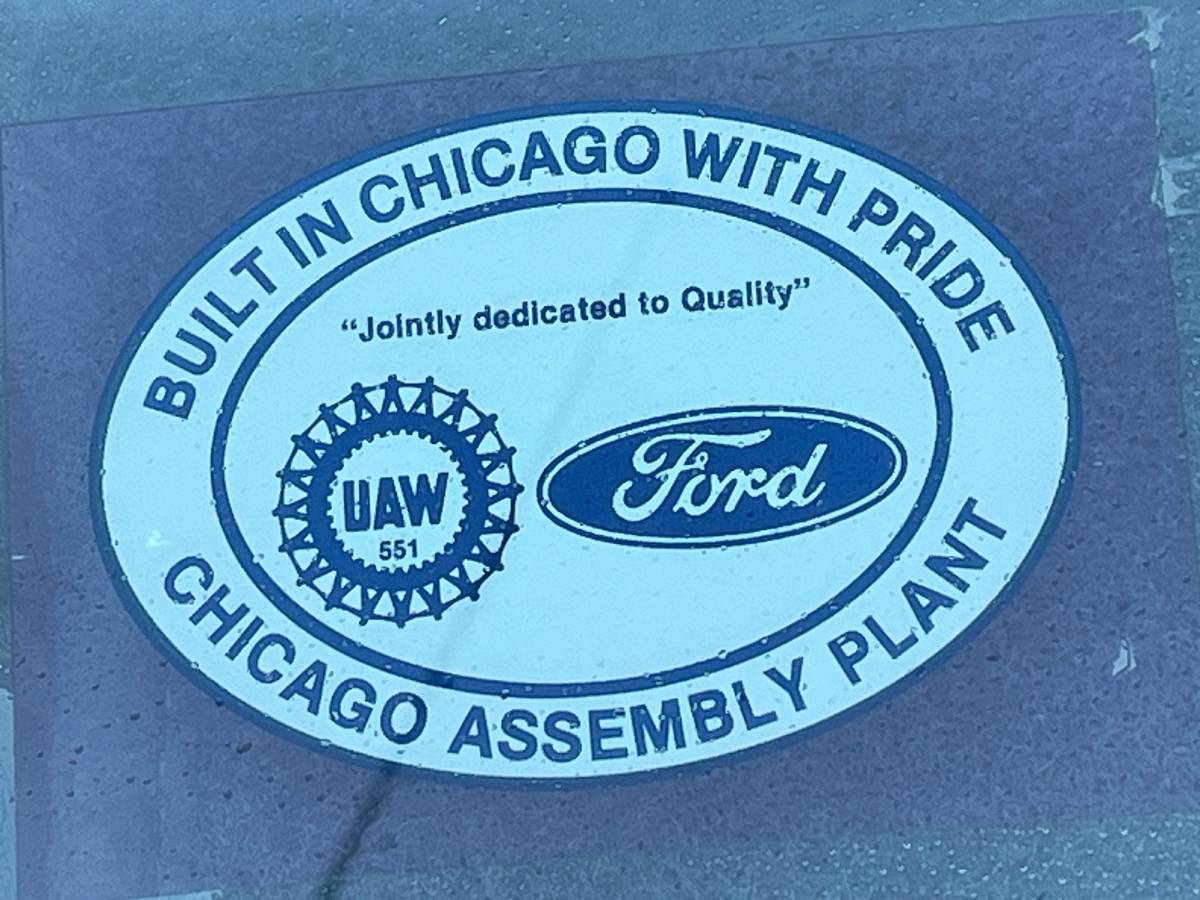 BUILT IN CHICAGO WITH PRIDE
“Jointly dedicated to Quality”
UAW
551
Ford
CHICAGO ASSEMBLY PLANT